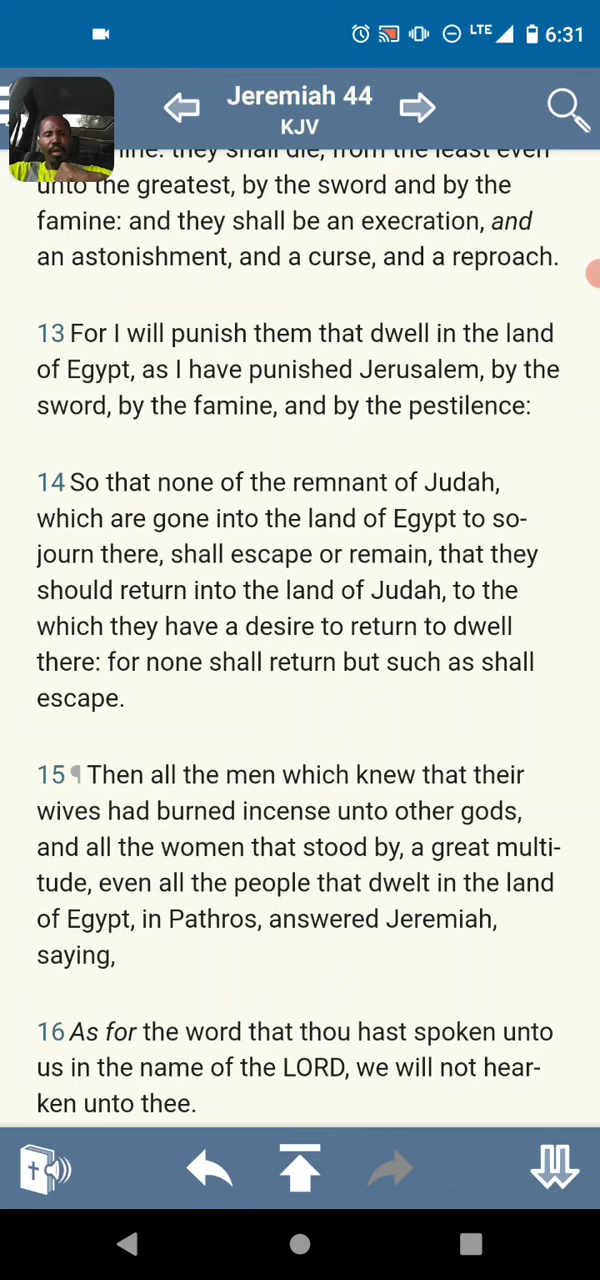 LTE 6:31
Jeremiah 44
KJV
they shall die, from the least even
unto the greatest, by the sword and by the
famine: and they shall be an execration, and
an astonishment, and a curse, and a reproach.
13 For I will punish them that dwell in the land
of Egypt, as I have punished Jerusalem, by the
sword, by the famine, and by the pestilence:
14 So that none of the remnant of Judah,
which are gone into the land of Egypt to so-
journ there, shall escape or remain, that they
should return into the land of Judah, to the
which they have a desire to return to dwell
there: for none shall return but such as shall
escape.
15 ¶ Then all the men which knew that their
wives had burned incense unto other gods,
and all the women that stood by, a great multi-
tude, even all the people that dwelt in the land
of Egypt, in Pathros, answered Jeremiah,
saying,
16 As for the word that thou hast spoken unto
us in the name of the LORD, we will not hear-
ken unto thee.